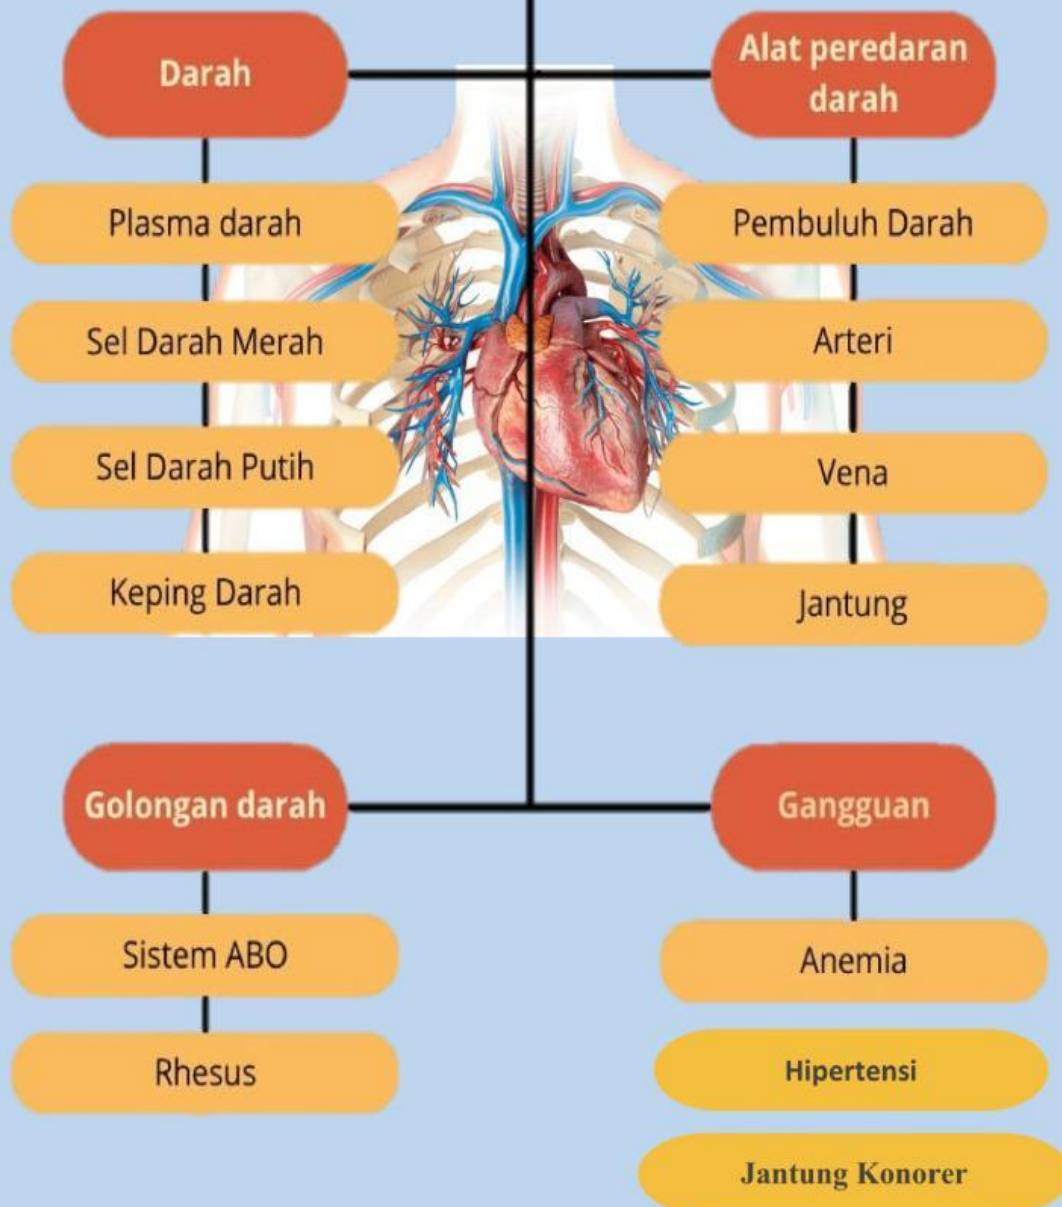 Darah
Plasma darah
Sel Darah Merah
Sel Darah Putih
Keping Darah
Alat peredaran
darah
Pembuluh Darah
Arteri
Vena
Jantung
Golongan darah
Sistem ABO
Rhesus
Gangguan
Anemia
Hipertensi
Jantung Konorer